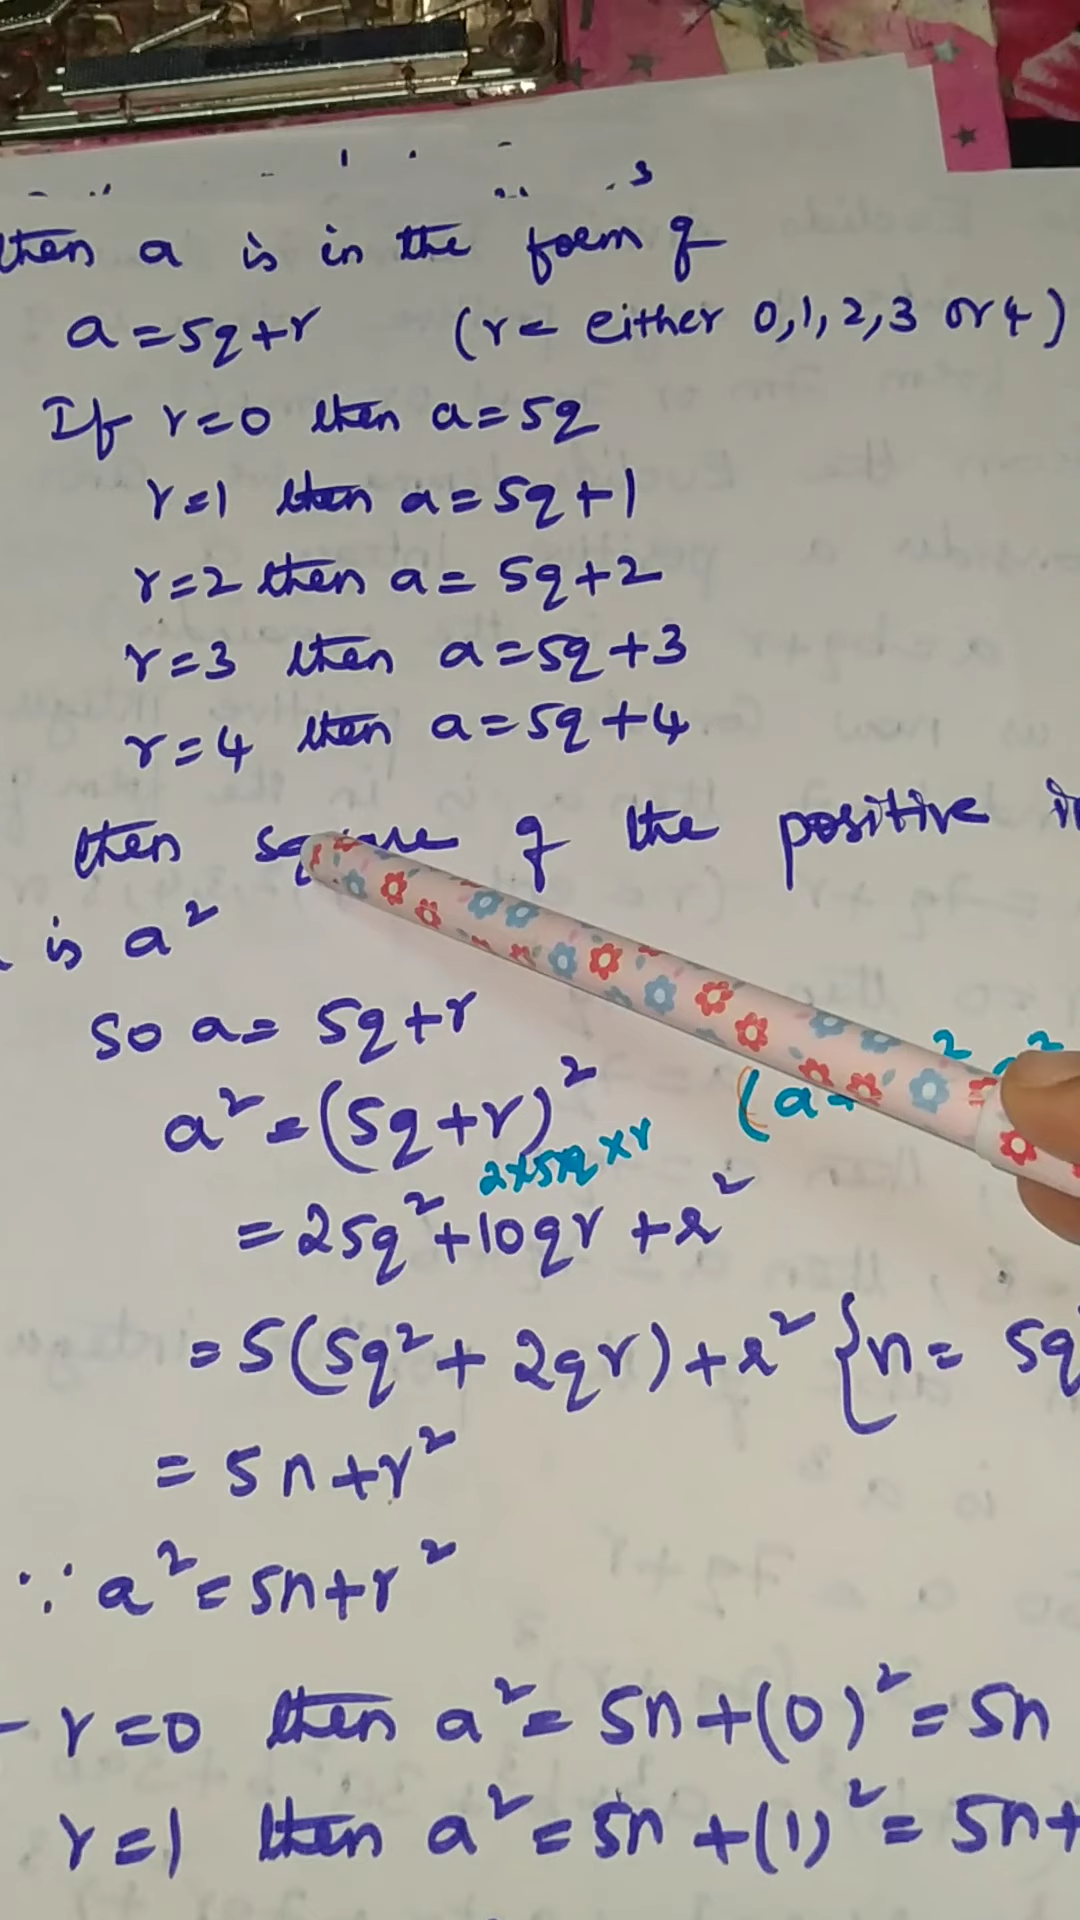 then a is in the form of
a = 5q+r (r = either 0,1,2,3 or 4)
If r=0 then a=5q
r=1 then a=5q+1
r=2 then a= 5q+2
r=3 then a=5q+3
r=4 then a=5q+4
then square of the positive
is a²
so a= 5q+r
a² = (5q+r)²
2×5q×r
= 25q²+10qr+r²
= 5(5q²+2qr)+r² {n= 5q
= 5n+r²
∵ a²=5n+r²
r=0 then a²= 5n+(0)²=5n
r=1 then a²=5n+(1)²=5n+